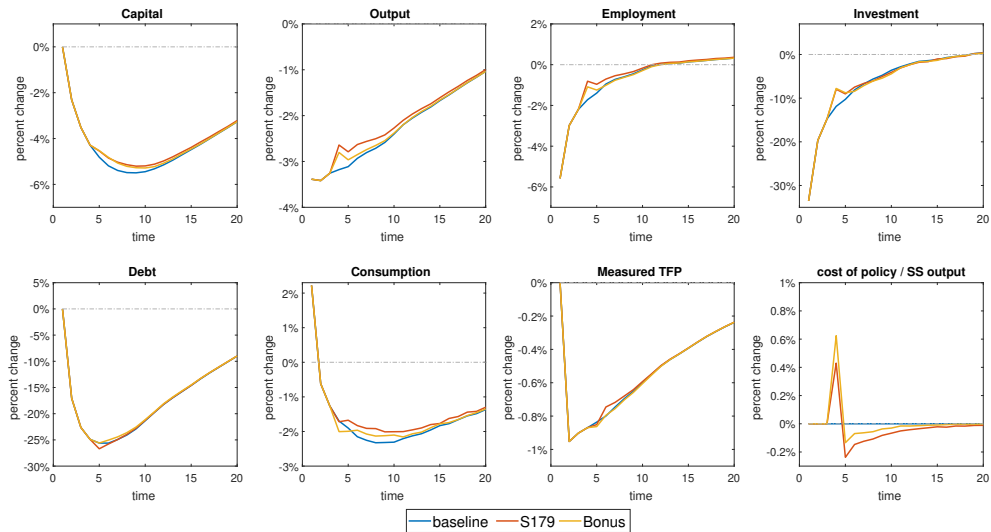 Capital
Output
Employment
Investment
0%
-2%
-4%
-6%
percent change
0 5 10 15 20
time
0%
-1%
-2%
-3%
-4%
percent change
0 5 10 15 20
time
2%
0%
-2%
-4%
-6%
percent change
0 5 10 15 20
time
0%
-10%
-20%
-30%
percent change
0 5 10 15 20
time
Debt
Consumption
Measured TFP
cost of policy / SS output
5%
0%
-5%
-10%
-15%
-20%
-25%
-30%
percent change
0 5 10 15 20
time
2%
1%
0%
-1%
-2%
-3%
percent change
0 5 10 15 20
time
0%
-0.2%
-0.4%
-0.6%
-0.8%
-1%
percent change
0 5 10 15 20
time
1%
0.8%
0.6%
0.4%
0.2%
0%
-0.2%
percent change
0 5 10 15 20
time
baseline S179 Bonus